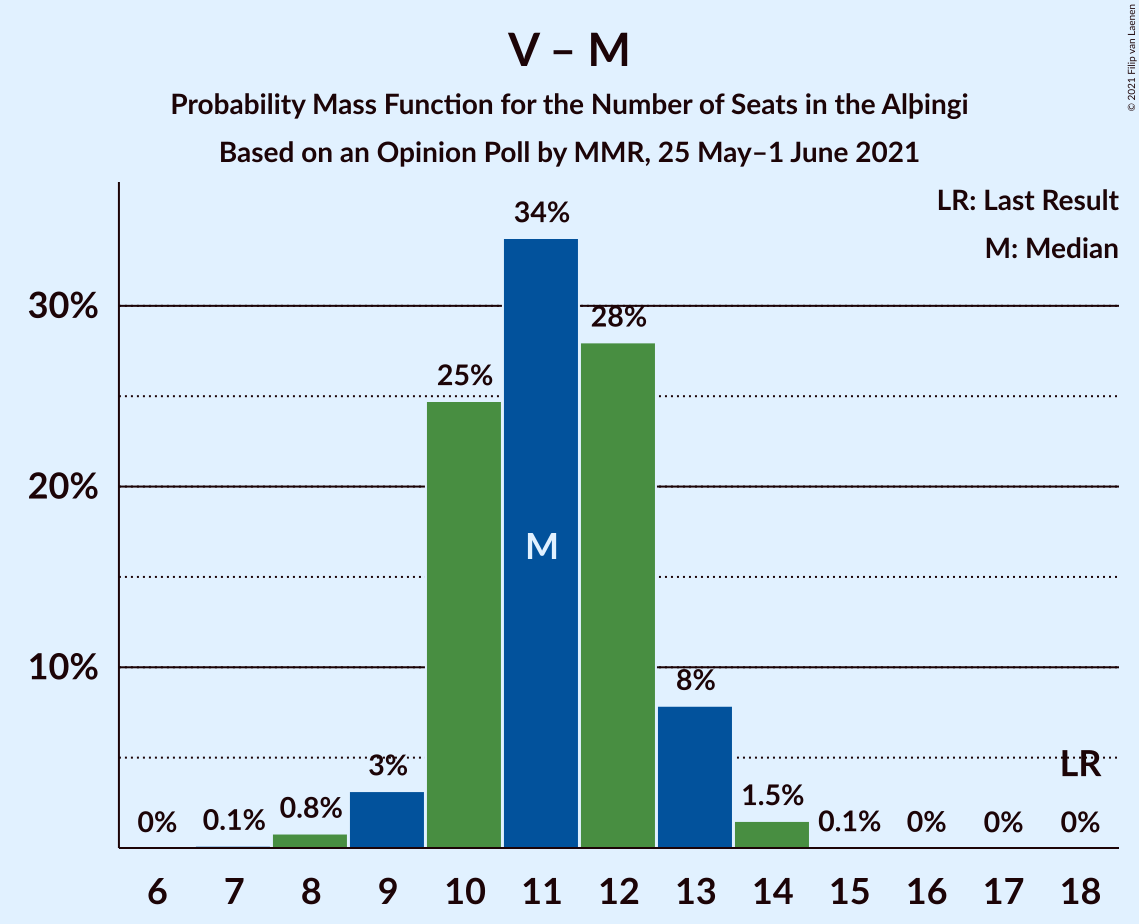 V – M
Probability Mass Function for the Number of Seats in the Alþingi
Based on an Opinion Poll by MMR, 25 May–1 June 2021
© 2021 Filip van Laenen
LR: Last Result
M: Median
34%
30%
28%
25%
20%
M
10%
8%
3%
LR
0%
0.1%
0.8%
1.5%
0.1%
0%
0%
0%
6 7 8 9 10 11 12 13 14 15 16 17 18